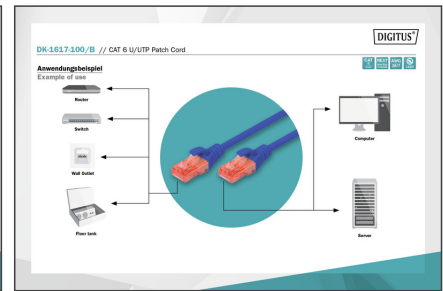 DIGITUS®
DK-1617-100/B // CAT 6 U/UTP Patch Cord
Anwendungsbeispiel
Example of use
Router
Switch
Wall Outlet
Floor tank
Computer
Server